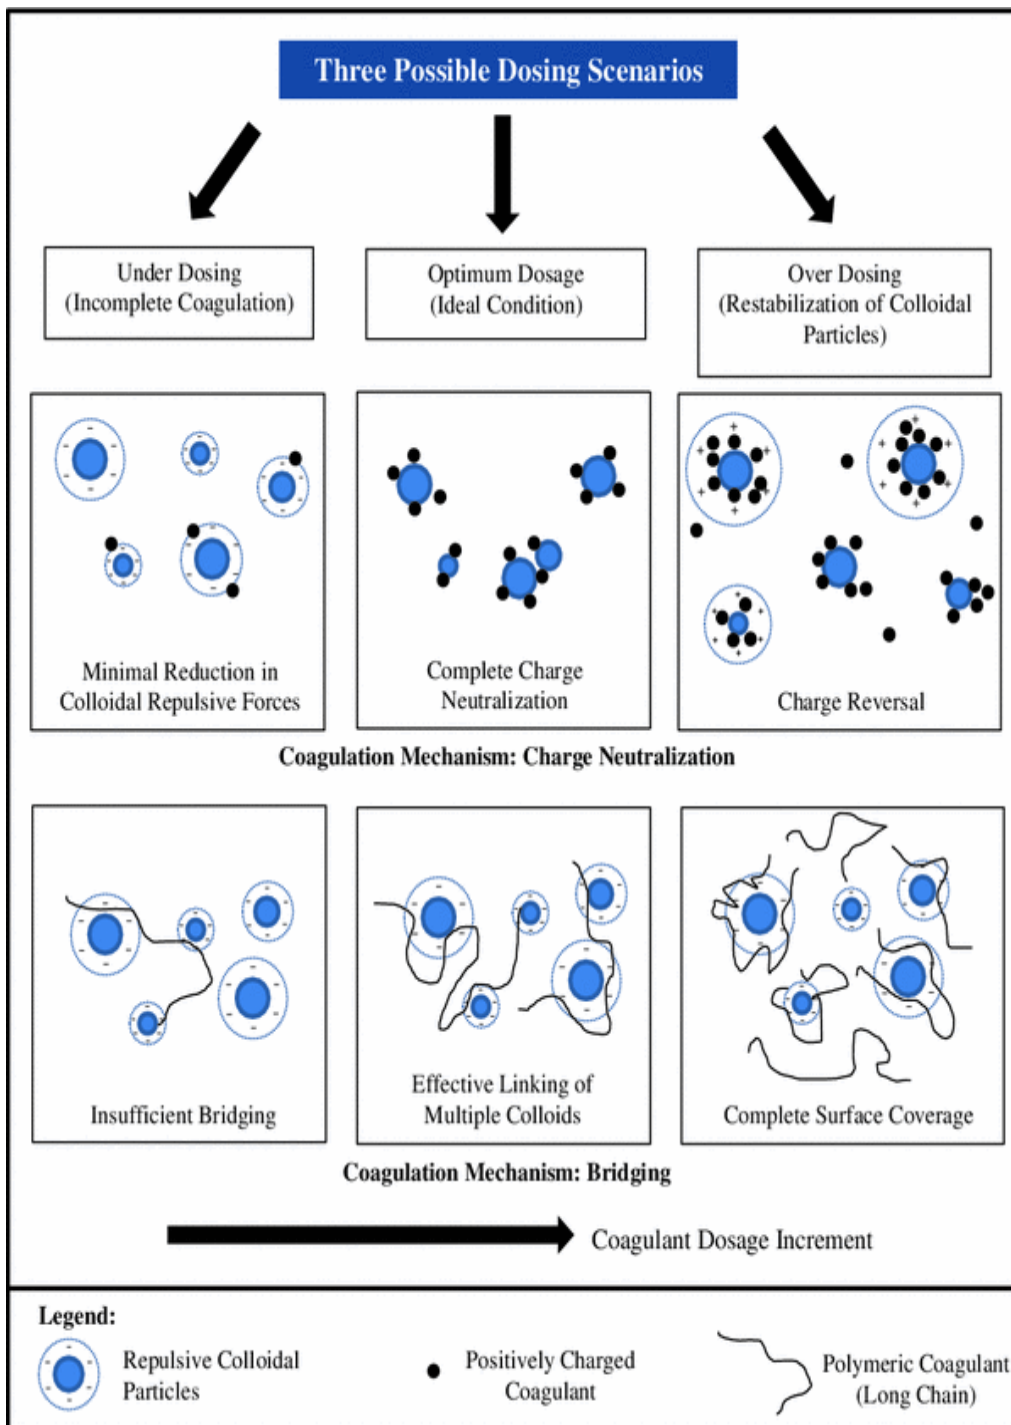 Three Possible Dosing Scenarios
Under Dosing
(Incomplete Coagulation)
Optimum Dosage
(Ideal Condition)
Over Dosing
(Restabilization of Colloidal
Particles)
Minimal Reduction in
Colloidal Repulsive Forces
Complete Charge
Neutralization
Charge Reversal
Coagulation Mechanism: Charge Neutralization
Insufficient Bridging
Effective Linking of
Multiple Colloids
Complete Surface Coverage
Coagulation Mechanism: Bridging
Coagulant Dosage Increment
Legend:
Repulsive Colloidal
Particles
Positively Charged
Coagulant
Polymeric Coagulant
(Long Chain)